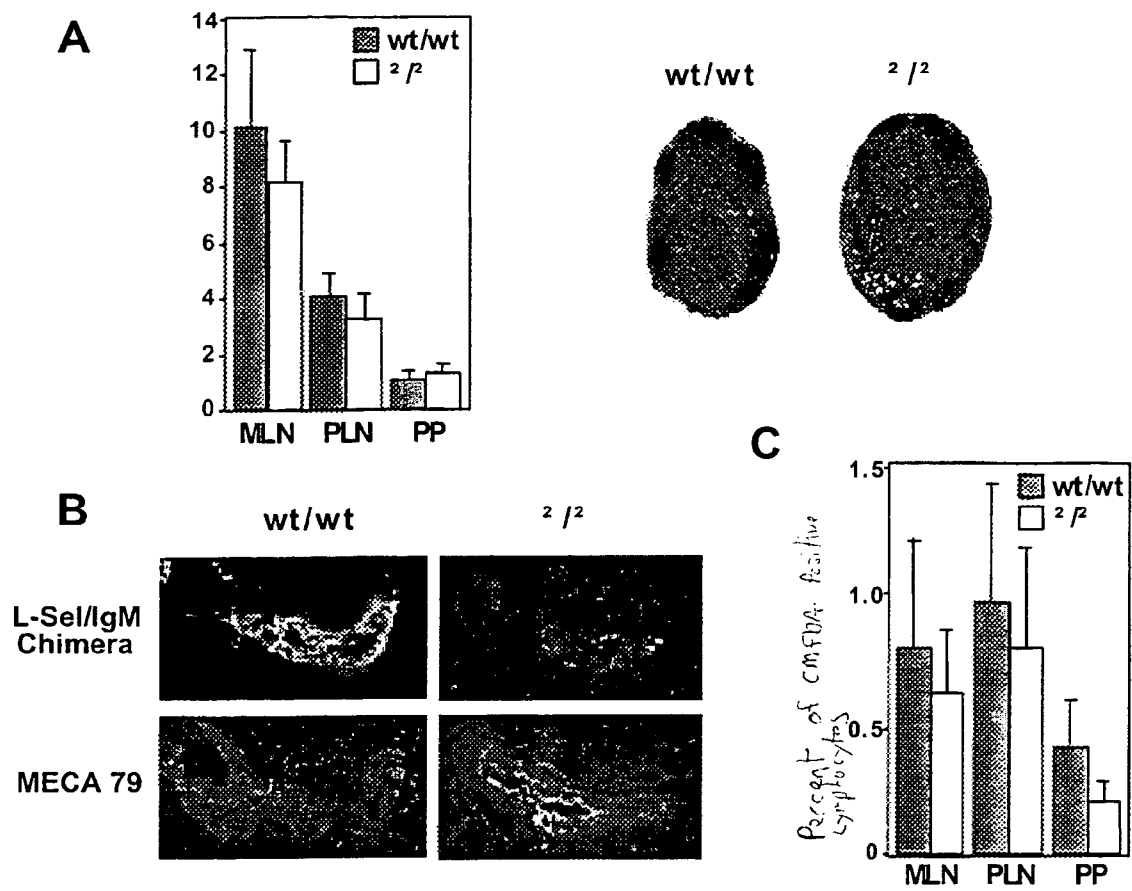 A
14
12
10
8
6
4
2
0
wt/wt
²/²
MLN PLN PP
wt/wt ²/²
B
wt/wt ²/²
L-Sel/IgM
Chimera
MECA 79
C
1.5
1.0
0.5
0
wt/wt
²/²
Percent of CMFDA Positive
Lymphocytes
MLN PLN PP